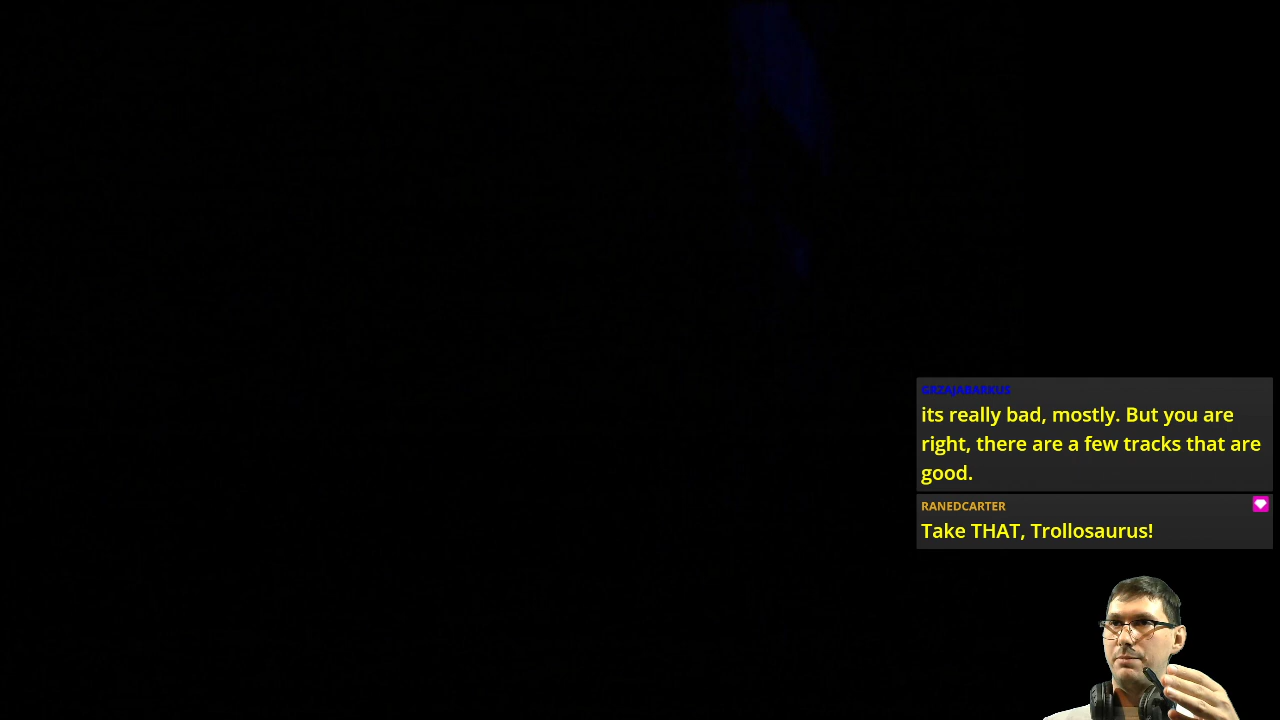 GRZAJABARKUS
its really bad, mostly. But you are
right, there are a few tracks that are
good.
RANEDCARTER
Take THAT, Trollosaurus!